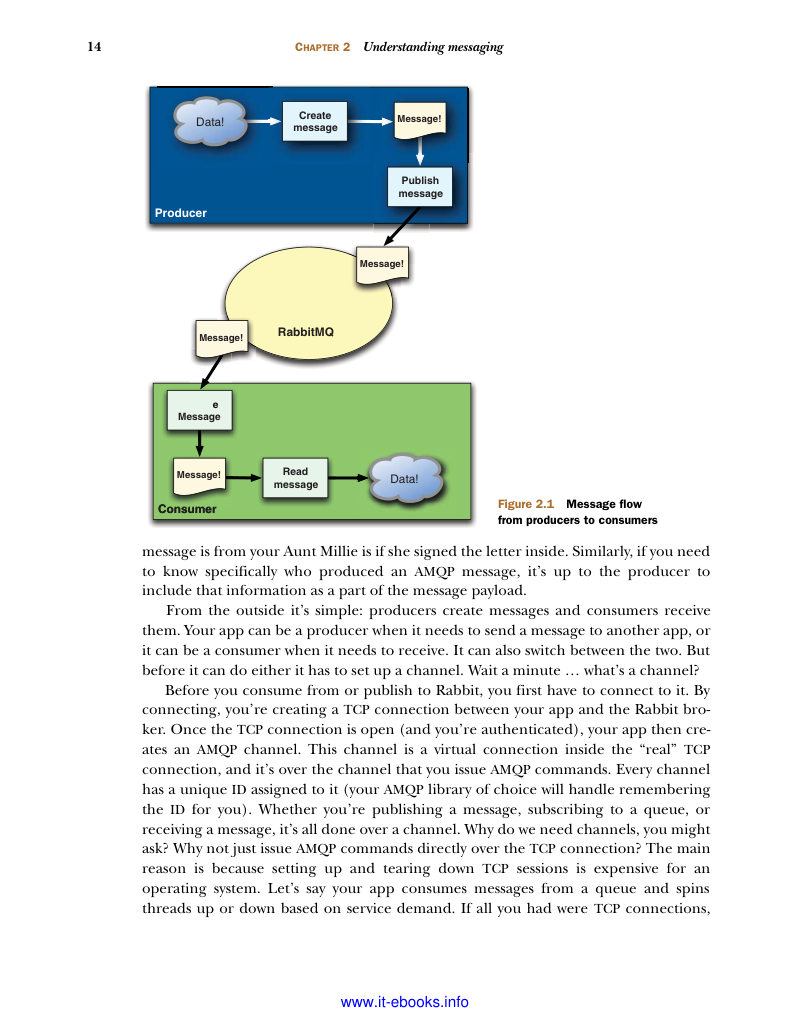 14
CHAPTER 2 Understanding messaging
Data!
Create
message
Message!
Publish
message
Producer
Message!
RabbitMQ
Message!
e
Message
Message!
Read
message
Data!
Consumer
Figure 2.1 Message flow
from producers to consumers
message is from your Aunt Millie is if she signed the letter inside. Similarly, if you need
to know specifically who produced an AMQP message, it's up to the producer to
include that information as a part of the message payload.
From the outside it's simple: producers create messages and consumers receive
them. Your app can be a producer when it needs to send a message to another app, or
it can be a consumer when it needs to receive. It can also switch between the two. But
before it can do either it has to set up a channel. Wait a minute … what's a channel?
Before you consume from or publish to Rabbit, you first have to connect to it. By
connecting, you're creating a TCP connection between your app and the Rabbit bro-
ker. Once the TCP connection is open (and you're authenticated), your app then cre-
ates an AMQP channel. This channel is a virtual connection inside the “real” TCP
connection, and it's over the channel that you issue AMQP commands. Every channel
has a unique ID assigned to it (your AMQP library of choice will handle remembering
the ID for you). Whether you're publishing a message, subscribing to a queue, or
receiving a message, it's all done over a channel. Why do we need channels, you might
ask? Why not just issue AMQP commands directly over the TCP connection? The main
reason is because setting up and tearing down TCP sessions is expensive for an
operating system. Let's say your app consumes messages from a queue and spins
threads up or down based on service demand. If all you had were TCP connections,
www.it-ebooks.info